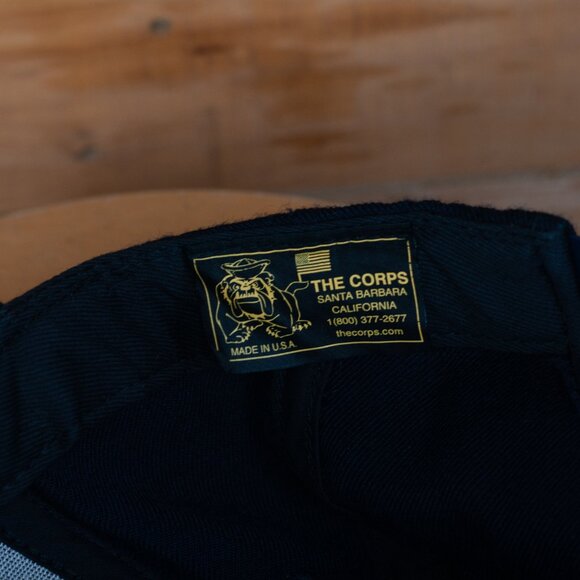 THE CORPS
SANTA BARBARA
CALIFORNIA
1 (800) 377-2677
thecorps.com
MADE IN U.S.A.